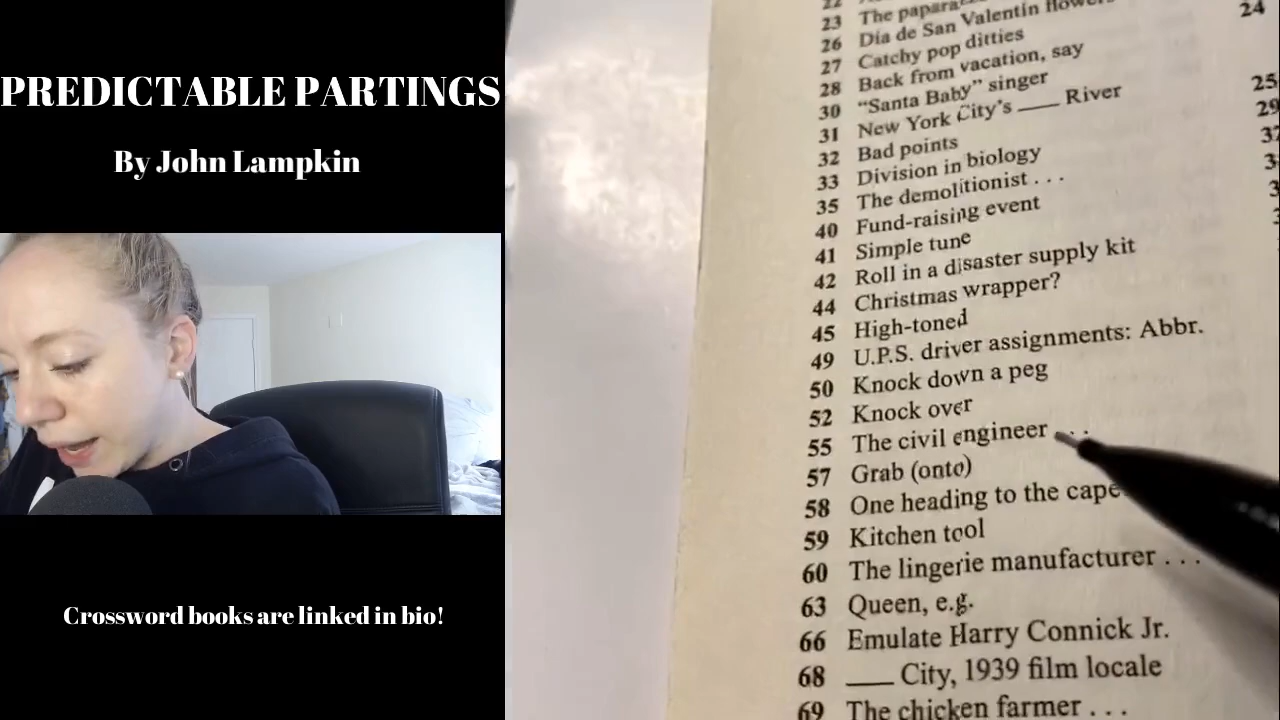 PREDICTABLE PARTINGS
By John Lampkin
Crossword books are linked in bio!
22
23 The
26 Día de San Valentín
27 Catchy pop ditties
28 Back from vacation, say
30 "Santa Baby" singer
31 New York City's ___ River
32 Bad points
33 Division in biology
35 The demolitionist . . .
40 Fund-raising event
41 Simple tune
42 Roll in a disaster supply kit
44 Christmas wrapper?
45 High-toned
49 U.P.S. driver assignments: Abbr.
50 Knock down a peg
52 Knock over
55 The civil engineer . . .
57 Grab (onto)
58 One heading to the cape
59 Kitchen tool
60 The lingerie manufacturer . . .
63 Queen, e.g.
66 Emulate Harry Connick Jr.
68 ___ City, 1939 film locale
69 The chicken farmer . . .
24
25
29